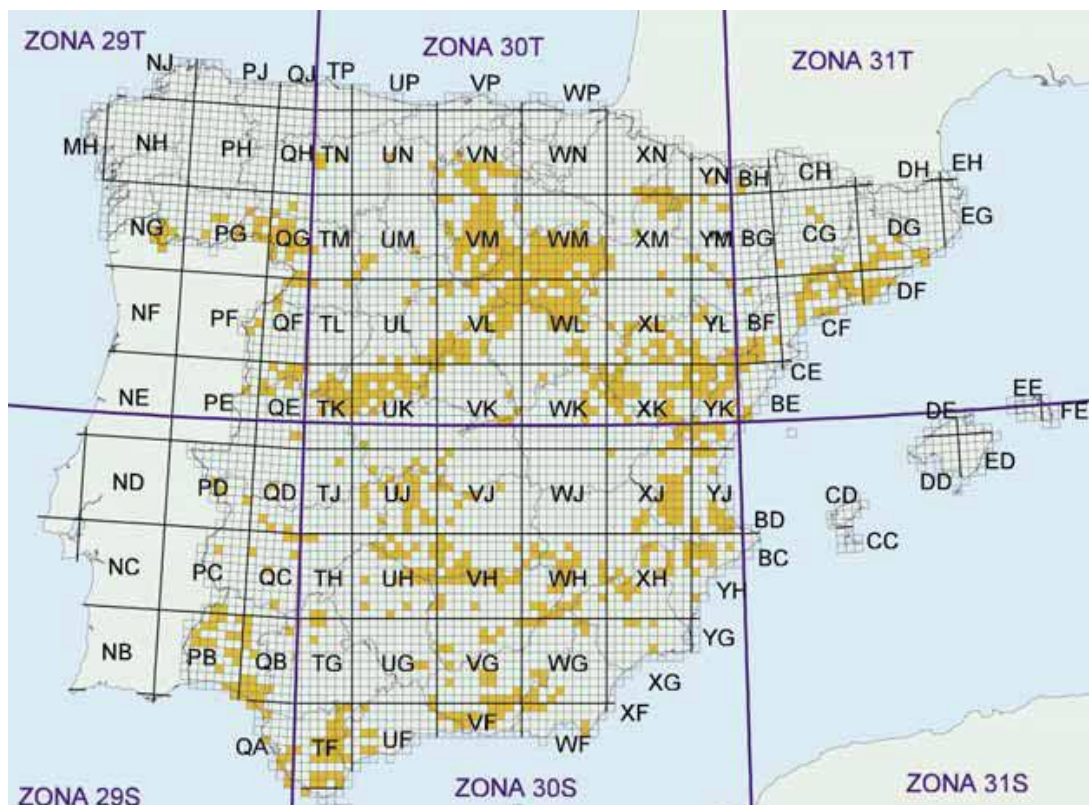 ZONA 29T ZONA 30T ZONA 31T
NJ PJ QJ TP UP VP WP
MH NH PH QH TN UN VN WN XN YN BH CH DH EH
NG PG QG TM UM VM WM XM YM BG CG DG EG
NF PF QF TL UL VL WL XL YL BF CF DF
NE PE QE TK UK VK WK XK YK BE CE DE EE FE
ND PD QD TJ UJ VJ WJ XJ YJ BD CD DD ED
NC PC QC TH UH VH WH XH YH BC CC
NB PB QB TG UG VG WG XG YG
QA TF UF VF WF XF
ZONA 29S ZONA 30S ZONA 31S